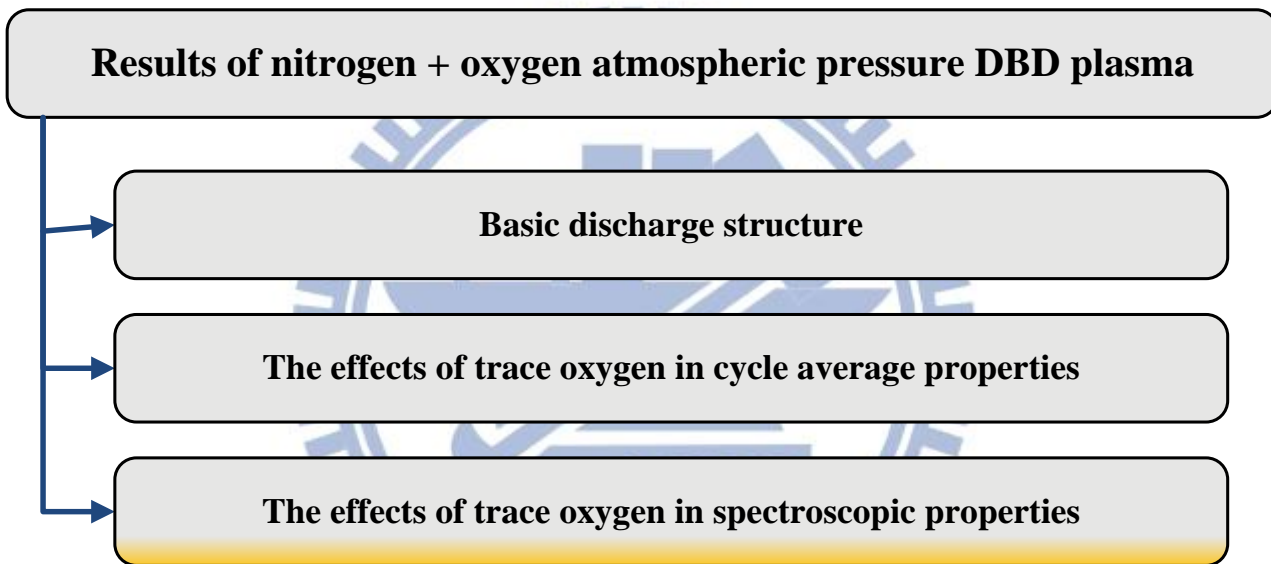 Results of nitrogen + oxygen atmospheric pressure DBD plasma
Basic discharge structure
The effects of trace oxygen in cycle average properties
The effects of trace oxygen in spectroscopic properties